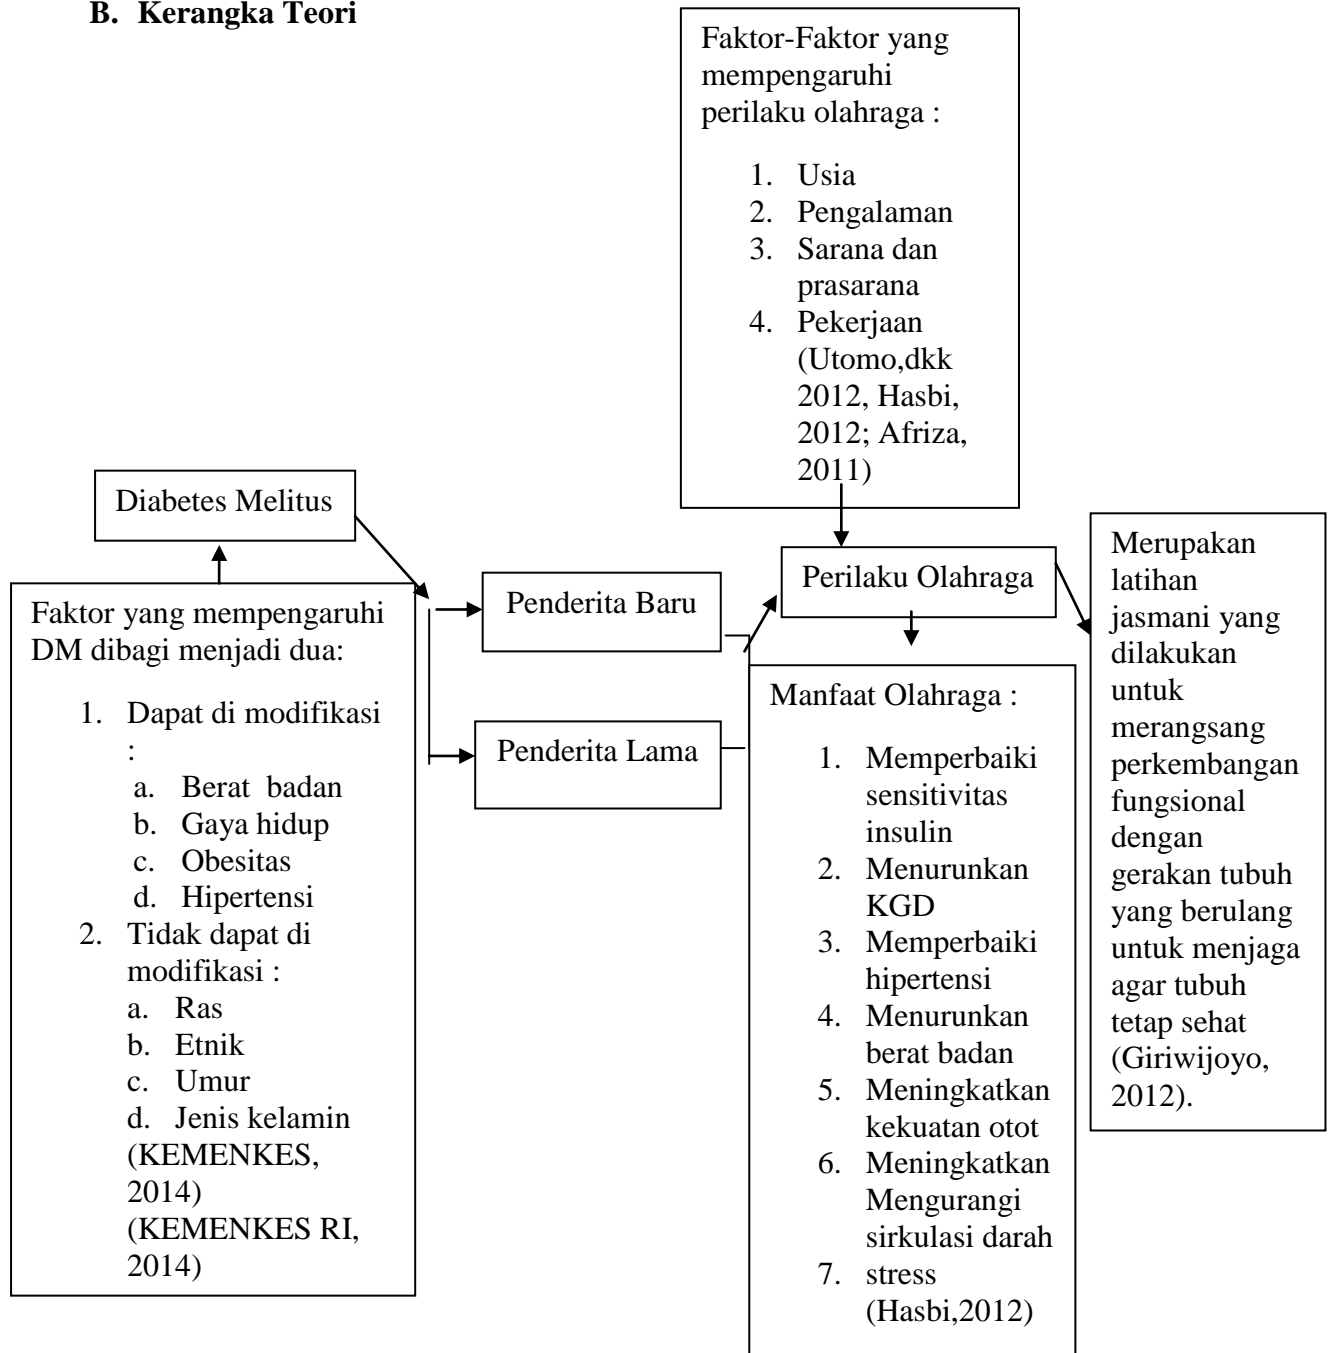 B. Kerangka Teori
Faktor-Faktor yang
mempengaruhi
perilaku olahraga :
1. Usia
2. Pengalaman
3. Sarana dan
prasarana
4. Pekerjaan
(Utomo,dkk
2012, Hasbi,
2012; Afriza,
2011)
Diabetes Melitus
Faktor yang mempengaruhi
DM dibagi menjadi dua:
1. Dapat di modifikasi
:
a. Berat badan
b. Gaya hidup
c. Obesitas
d. Hipertensi
2. Tidak dapat di
modifikasi :
a. Ras
b. Etnik
c. Umur
d. Jenis kelamin
(KEMENKES,
2014)
(KEMENKES RI,
2014)
Penderita Baru
Penderita Lama
Perilaku Olahraga
Manfaat Olahraga :
1. Memperbaiki
sensitivitas
insulin
2. Menurunkan
KGD
3. Memperbaiki
hipertensi
4. Menurunkan
berat badan
5. Meningkatkan
kekuatan otot
6. Meningkatkan
Mengurangi
sirkulasi darah
7. stress
(Hasbi,2012)
Merupakan
latihan
jasmani yang
dilakukan
untuk
merangsang
perkembangan
fungsional
dengan
gerakan tubuh
yang berulang
untuk menjaga
agar tubuh
tetap sehat
(Giriwijoyo,
2012).